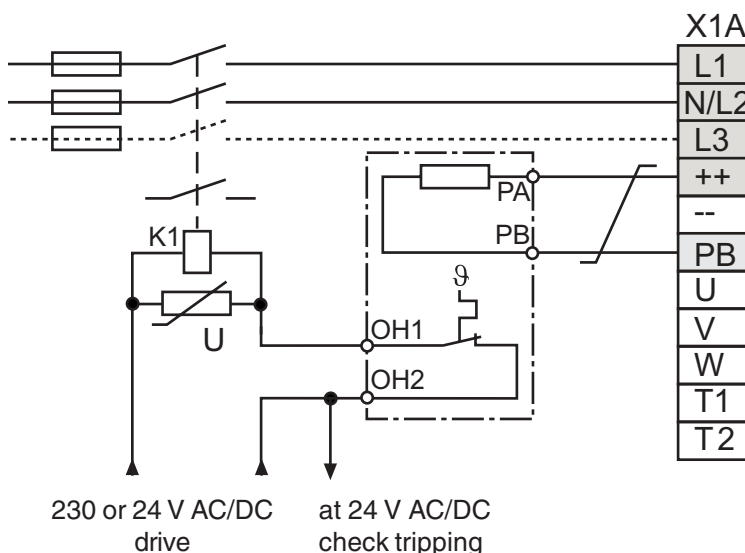 X1A
L1
N/L2
L3
++
--
PB
U
V
W
T1
T2
PA
PB
K1
U
ϑ
OH1
OH2
230 or 24 V AC/DC
drive
at 24 V AC/DC
check tripping